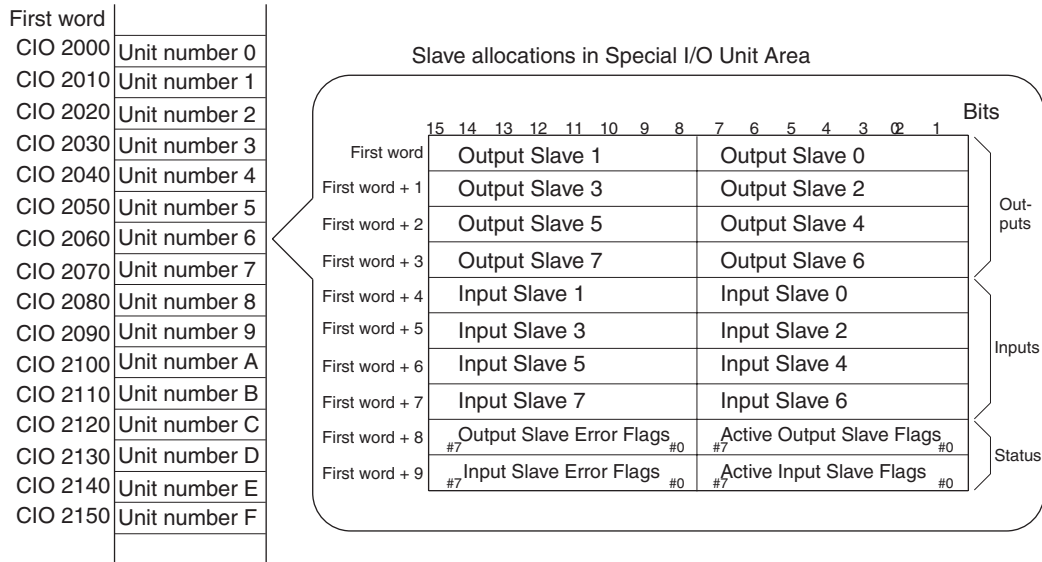 First word
CIO 2000 Unit number 0
CIO 2010 Unit number 1
CIO 2020 Unit number 2
CIO 2030 Unit number 3
CIO 2040 Unit number 4
CIO 2050 Unit number 5
CIO 2060 Unit number 6
CIO 2070 Unit number 7
CIO 2080 Unit number 8
CIO 2090 Unit number 9
CIO 2100 Unit number A
CIO 2110 Unit number B
CIO 2120 Unit number C
CIO 2130 Unit number D
CIO 2140 Unit number E
CIO 2150 Unit number F
Slave allocations in Special I/O Unit Area
Bits
15 14 13 12 11 10 9 8 7 6 5 4 3 02 1
First word Output Slave 1 Output Slave 0
First word + 1 Output Slave 3 Output Slave 2
First word + 2 Output Slave 5 Output Slave 4
First word + 3 Output Slave 7 Output Slave 6
Out-
puts
First word + 4 Input Slave 1 Input Slave 0
First word + 5 Input Slave 3 Input Slave 2
First word + 6 Input Slave 5 Input Slave 4
First word + 7 Input Slave 7 Input Slave 6
Inputs
First word + 8 #7 Output Slave Error Flags #0 #7 Active Output Slave Flags #0
First word + 9 #7 Input Slave Error Flags #0 #7 Active Input Slave Flags #0
Status